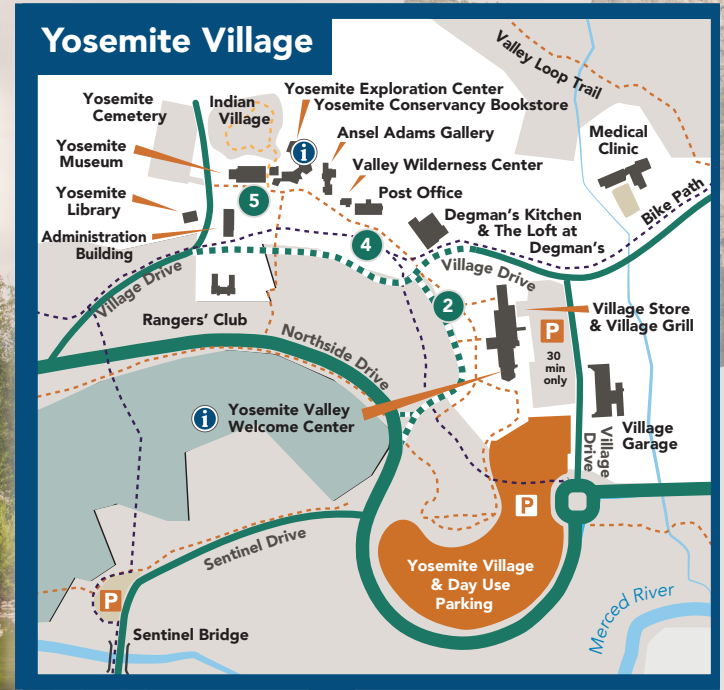 Yosemite Village
Valley Loop Trail
Yosemite Exploration Center
Yosemite Conservancy Bookstore
Yosemite
Cemetery
Indian
Village
i
Ansel Adams Gallery
Medical
Clinic
Yosemite
Museum
Valley Wilderness Center
Yosemite
Library
5
Post Office
Bike Path
Degman's Kitchen
& The Loft at
Degman's
Administration
Building
4
Village Drive
Village Drive
2
Village Store
& Village Grill
Rangers' Club
P
30
min
only
Northside Drive
i
Yosemite Valley
Welcome Center
Village
Garage
Village
Drive
P
Sentinel Drive
Yosemite Village
& Day Use
Parking
P
Merced River
Sentinel Bridge